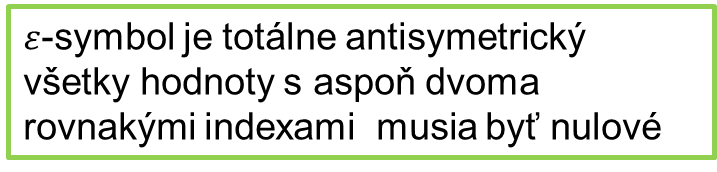 𝜀-symbol je totálne antisymetrický
všetky hodnoty s aspoň dvoma
rovnakými indexami  musia byť nulové